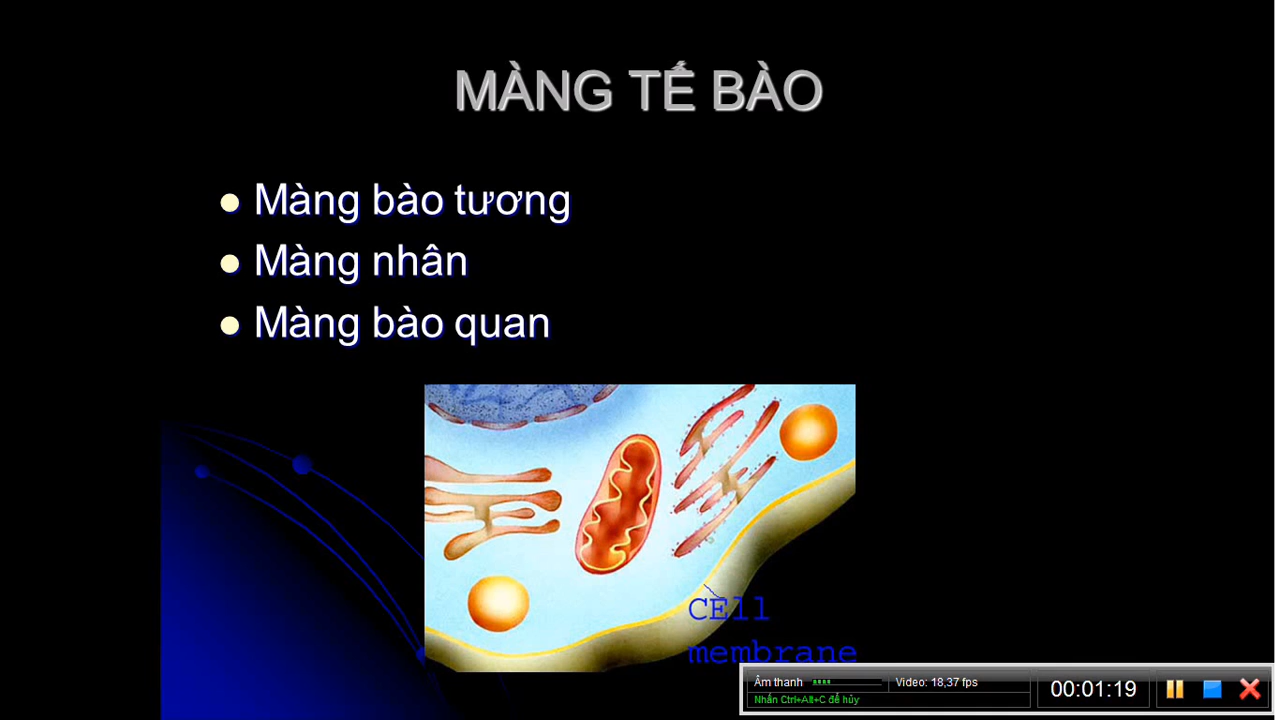 MÀNG TẾ BÀO
Màng bào tương
Màng nhân
Màng bào quan
CEll
membrane
Âm thanh
Video: 18,37 fps
Nhấn Ctrl+Alt+C để hủy
00:01:19